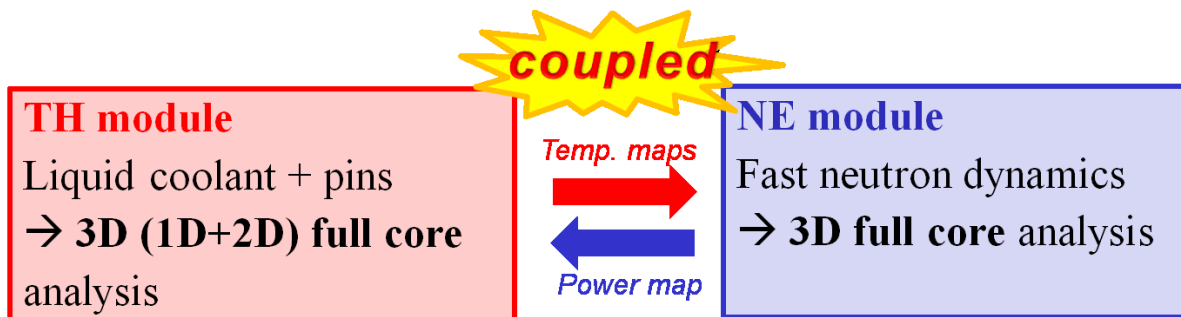 coupled
TH module
Liquid coolant + pins
→ 3D (1D+2D) full core
analysis
Temp. maps
Power map
NE module
Fast neutron dynamics
→ 3D full core analysis